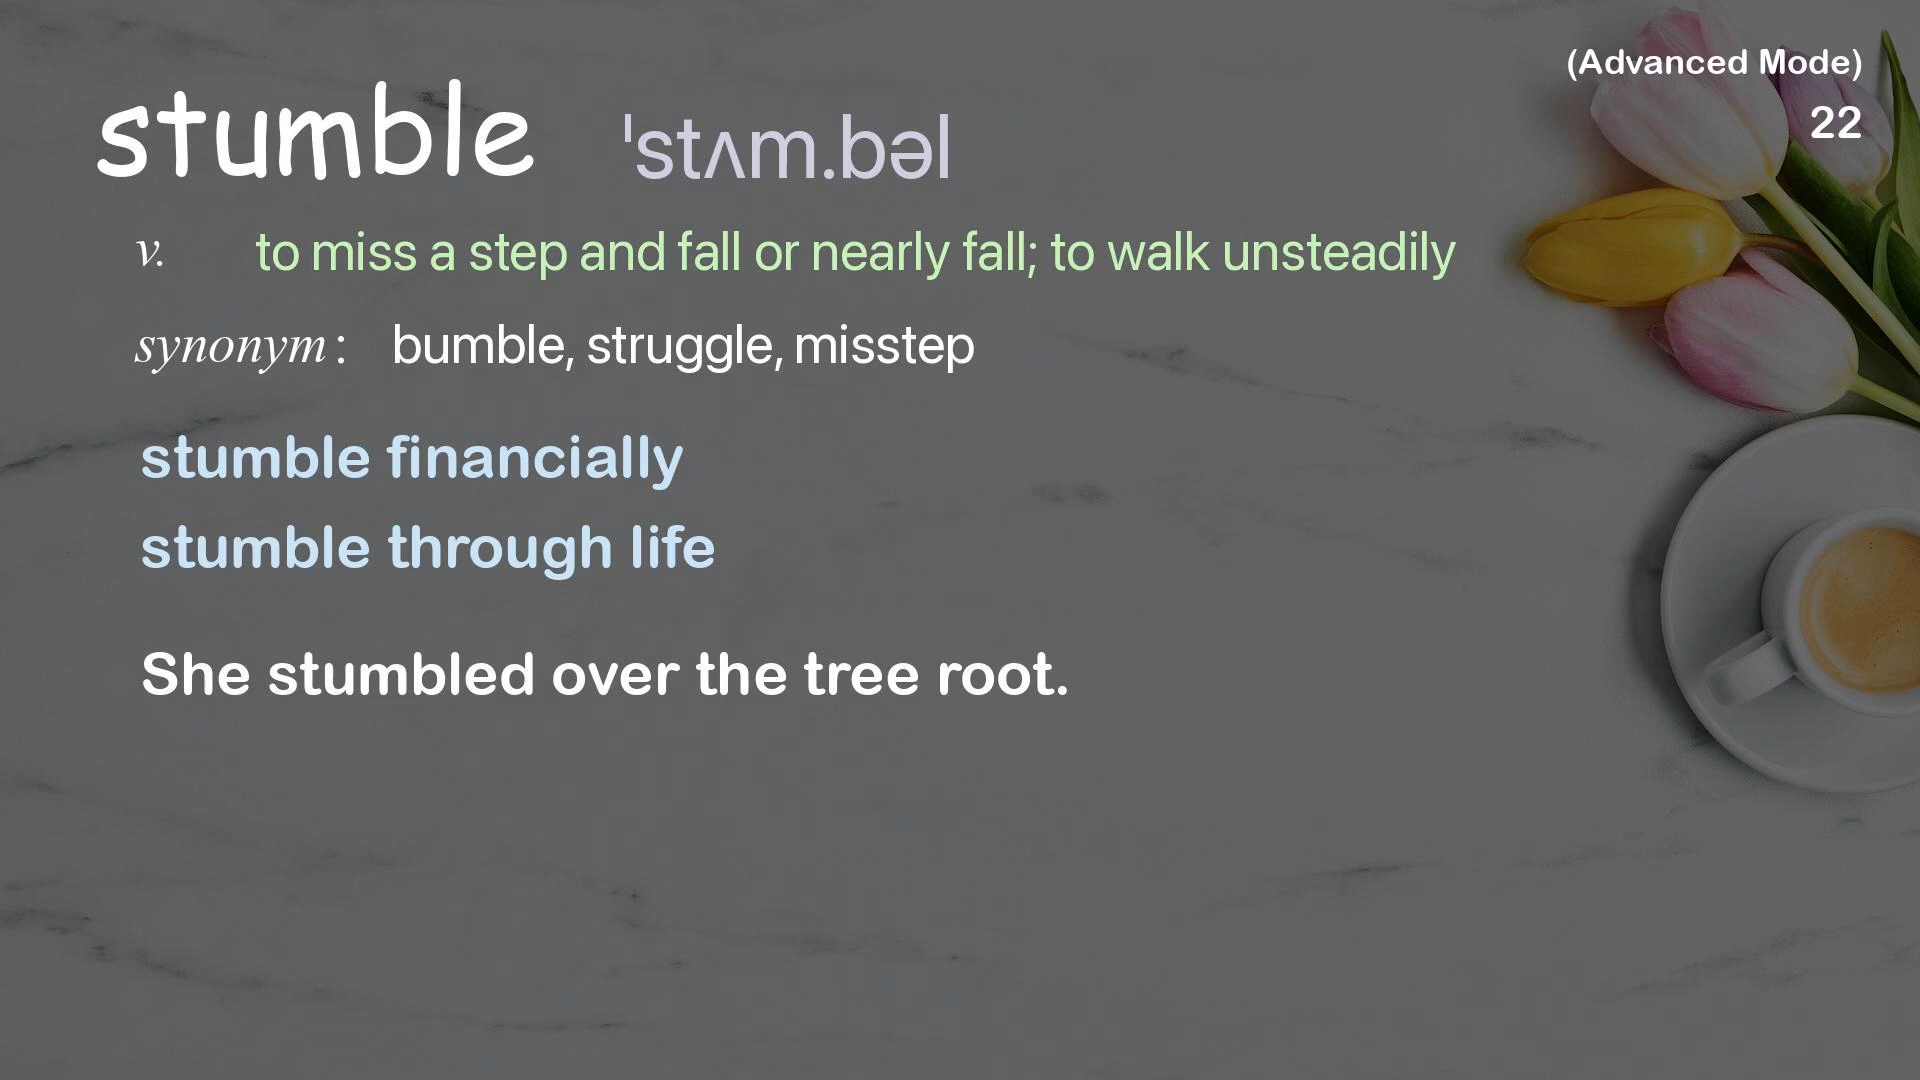 (Advanced Mode)
stumble ˈstʌm.bəl
22
v. to miss a step and fall or nearly fall; to walk unsteadily
synonym: bumble, struggle, misstep
stumble financially
stumble through life
She stumbled over the tree root.